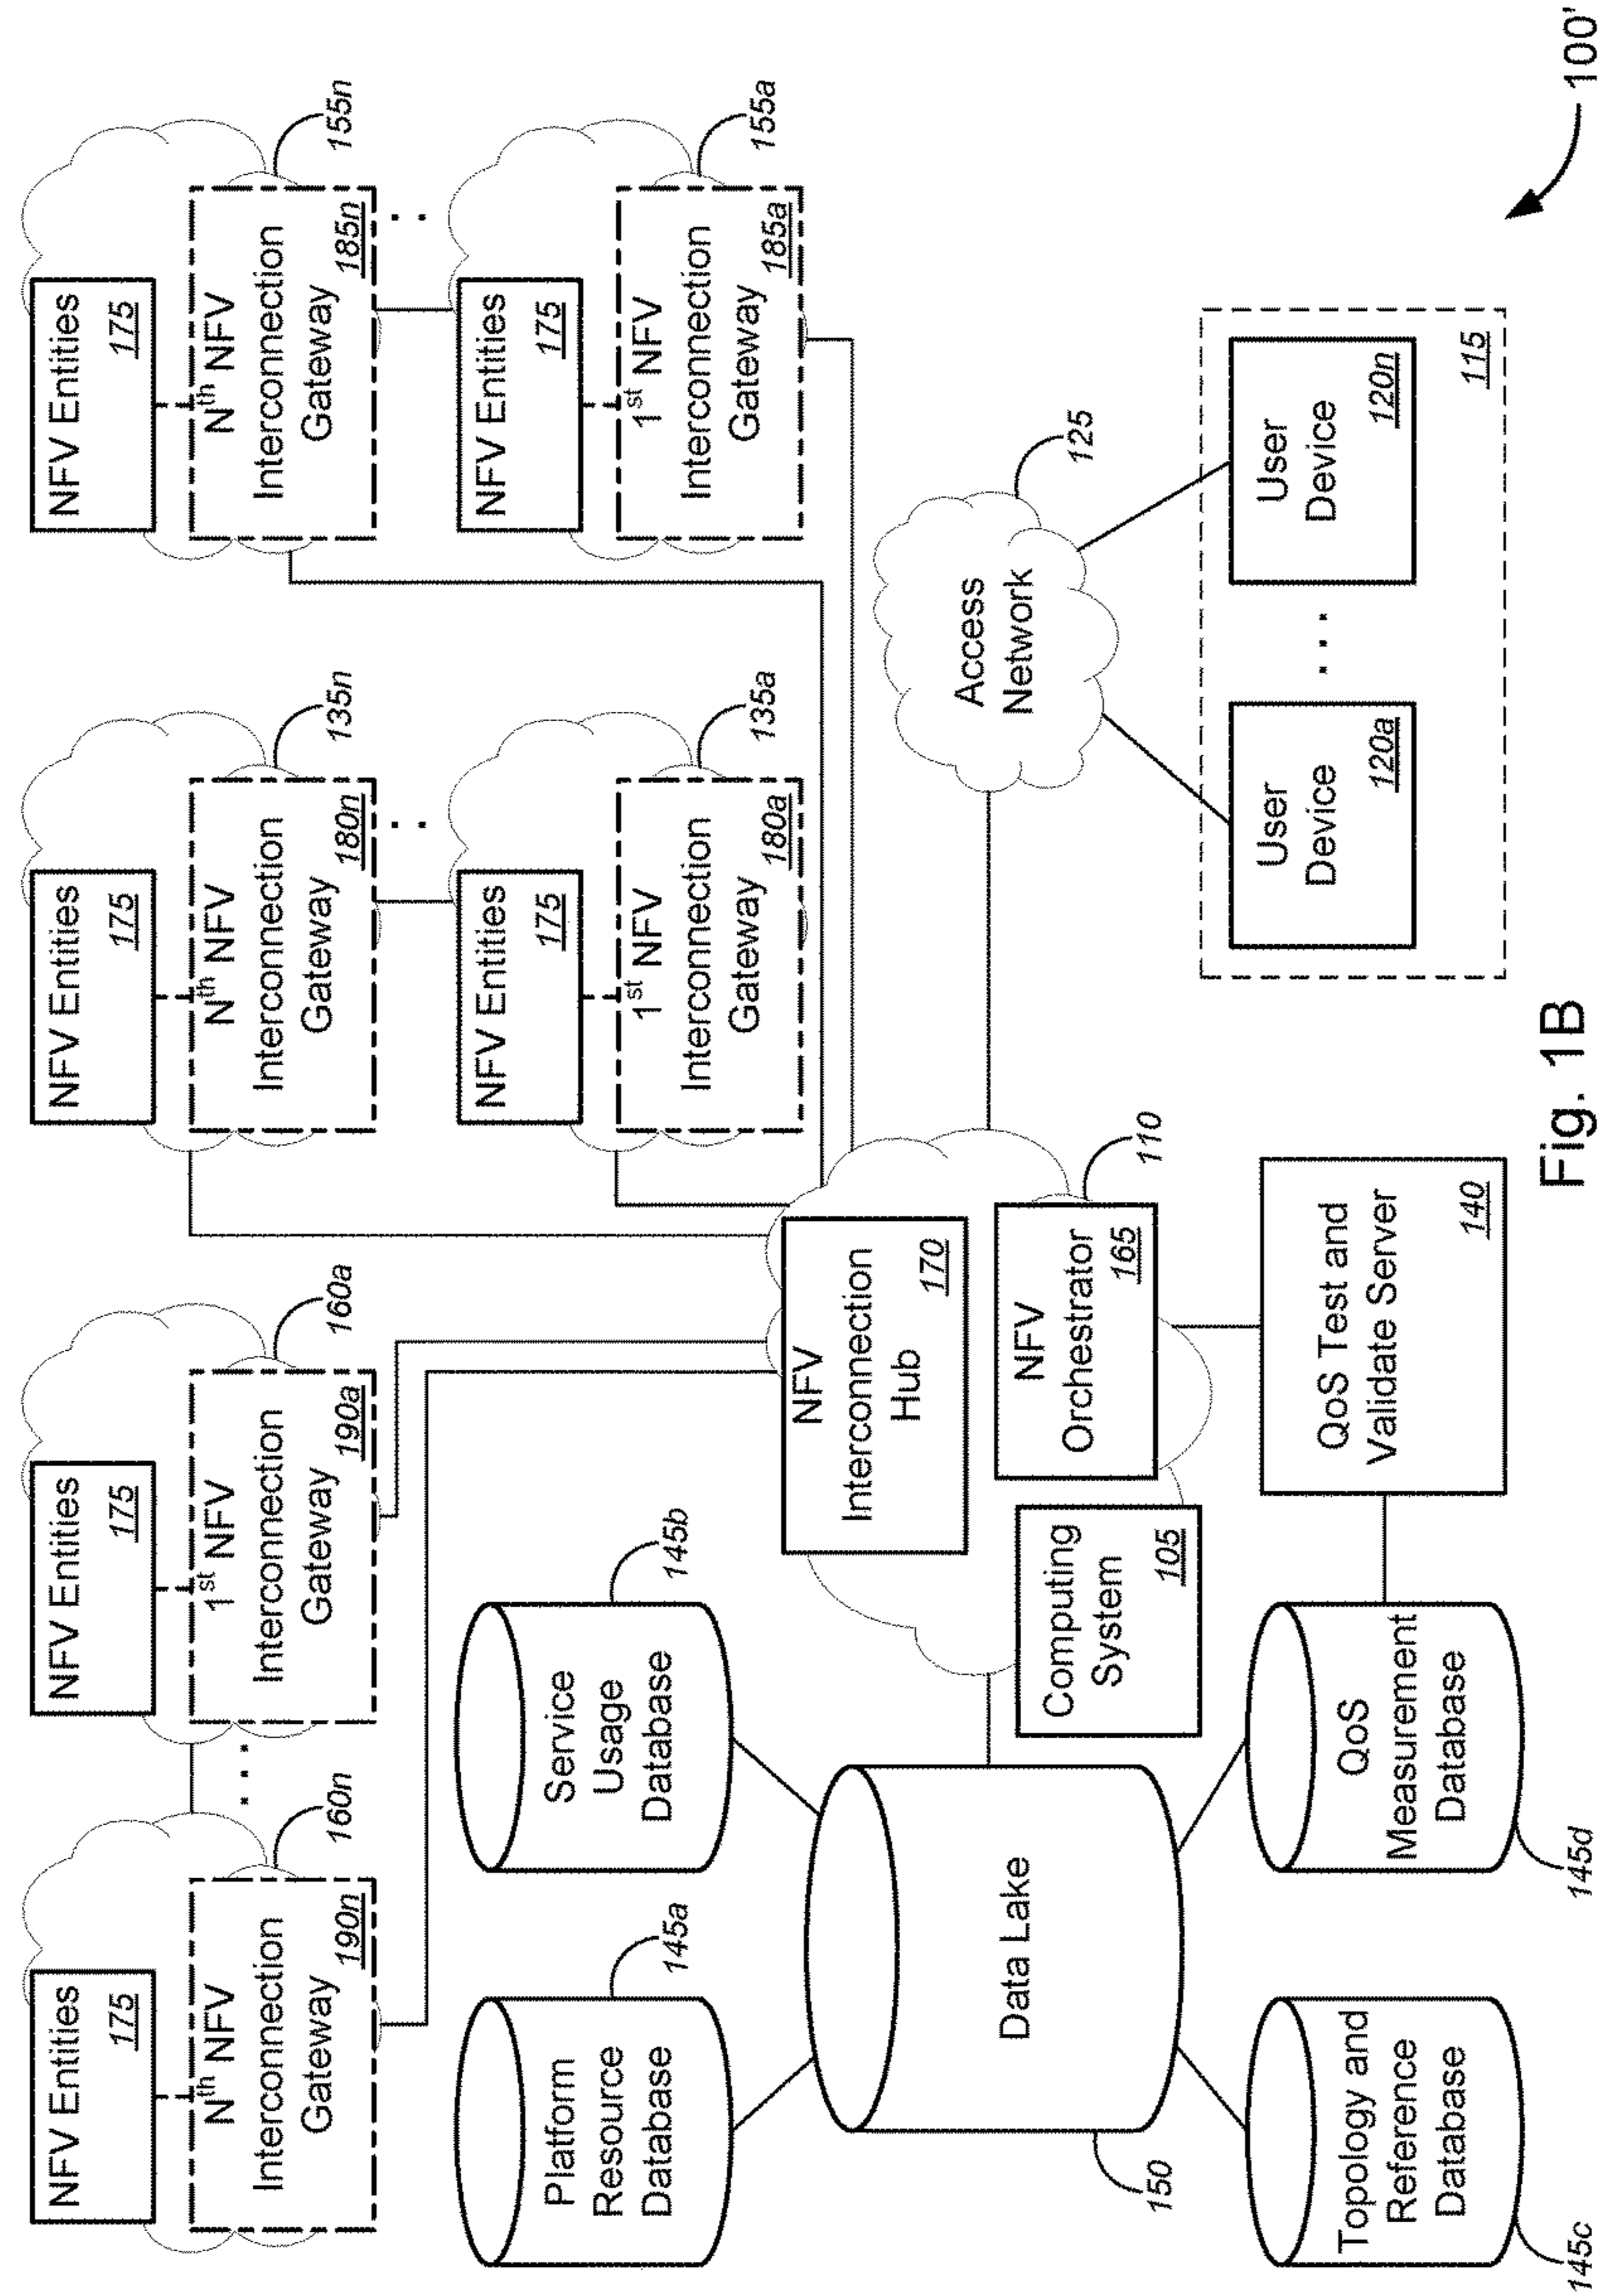 NFV Entities
175
Nth NFV
Interconnection
Gateway
190n
160n
...
NFV Entities
175
1st NFV
Interconnection
Gateway
190a
160a
NFV Entities
175
Nth NFV
Interconnection
Gateway
180n
135n
NFV Entities
175
Nth NFV
Interconnection
Gateway
185n
155n
Platform
Resource
Database
145a
Service
Usage
Database
145b
NFV Entities
175
1st NFV
Interconnection
Gateway
180a
135a
NFV Entities
175
1st NFV
Interconnection
Gateway
185a
155a
Data Lake
150
NFV
Interconnection
Hub
170
NFV
Orchestrator
165
110
Computing
System
105
Access
Network
125
Topology and
Reference
Database
145c
QoS
Measurement
Database
145d
QoS Test and
Validate Server
140
User
Device
120a
...
User
Device
120n
115
Fig. 1B
100'